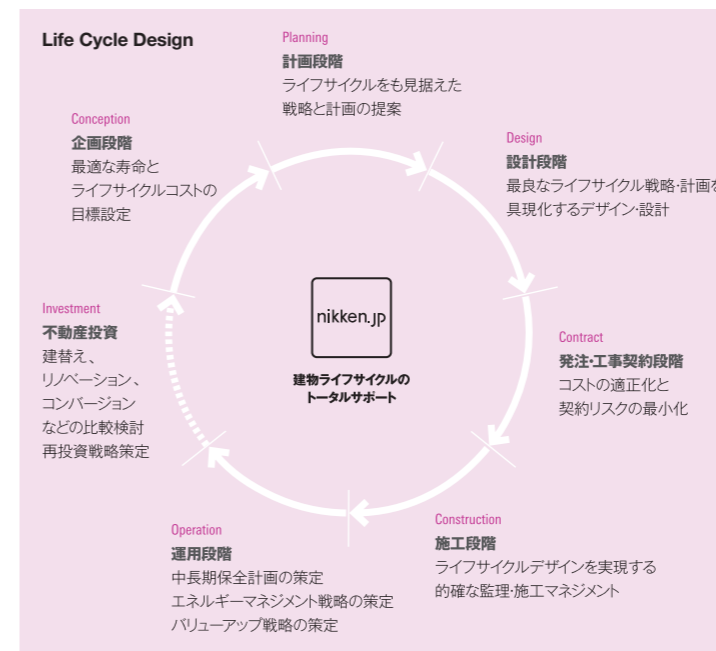 Life Cycle Design
Planning
計画段階
ライフサイクルをも見据えた
戦略と計画の提案
Conception
企画段階
最適な寿命と
ライフサイクルコストの
目標設定
Design
設計段階
最良なライフサイクル戦略・計画を
具現化するデザイン・設計
nikken.jp
建物ライフサイクルの
トータルサポート
Investment
不動産投資
建替え、
リノベーション、
コンバージョン
などの比較検討
再投資戦略策定
Contract
発注・工事契約段階
コストの適正化と
契約リスクの最小化
Operation
運用段階
中長期保全計画の策定
エネルギーマネジメント戦略の策定
バリューアップ戦略の策定
Construction
施工段階
ライフサイクルデザインを実現する
的確な監理・施工マネジメント